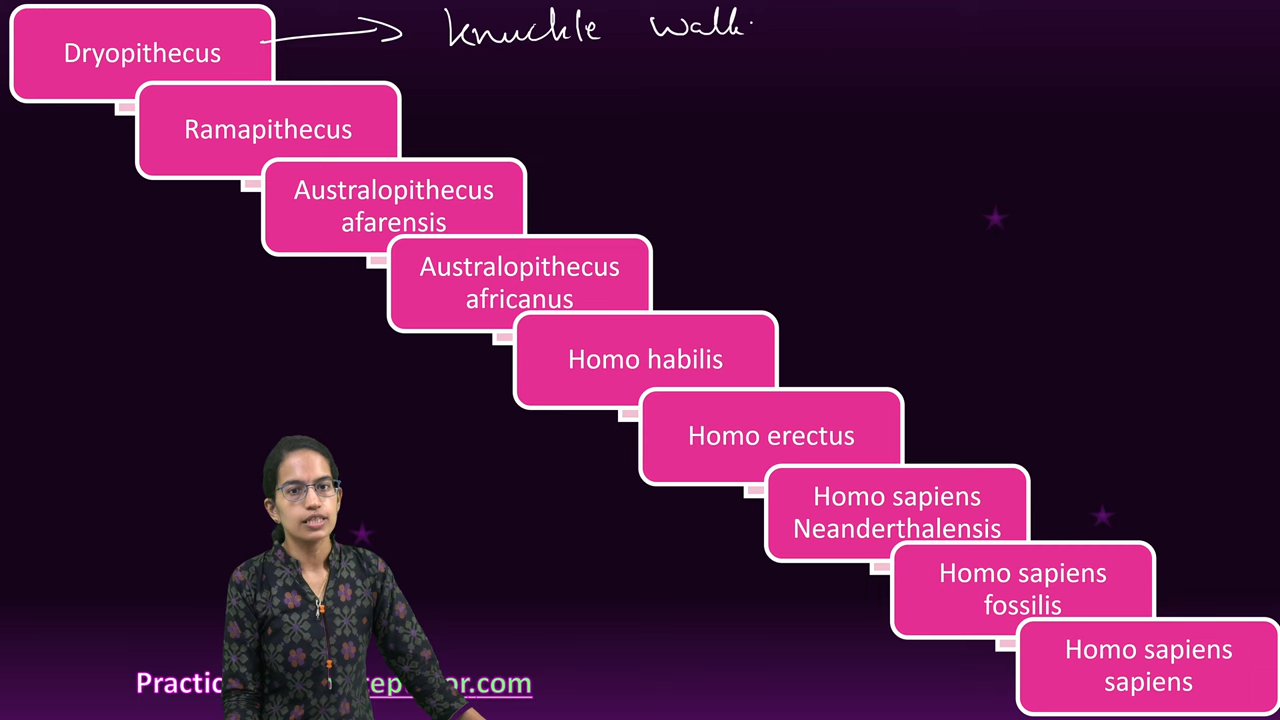 Dryopithecus
knuckle walk
Ramapithecus
Australopithecus
afarensis
Australopithecus
africanus
Homo habilis
Homo erectus
Homo sapiens
Neanderthalensis
Homo sapiens
fossilis
Homo sapiens
sapiens